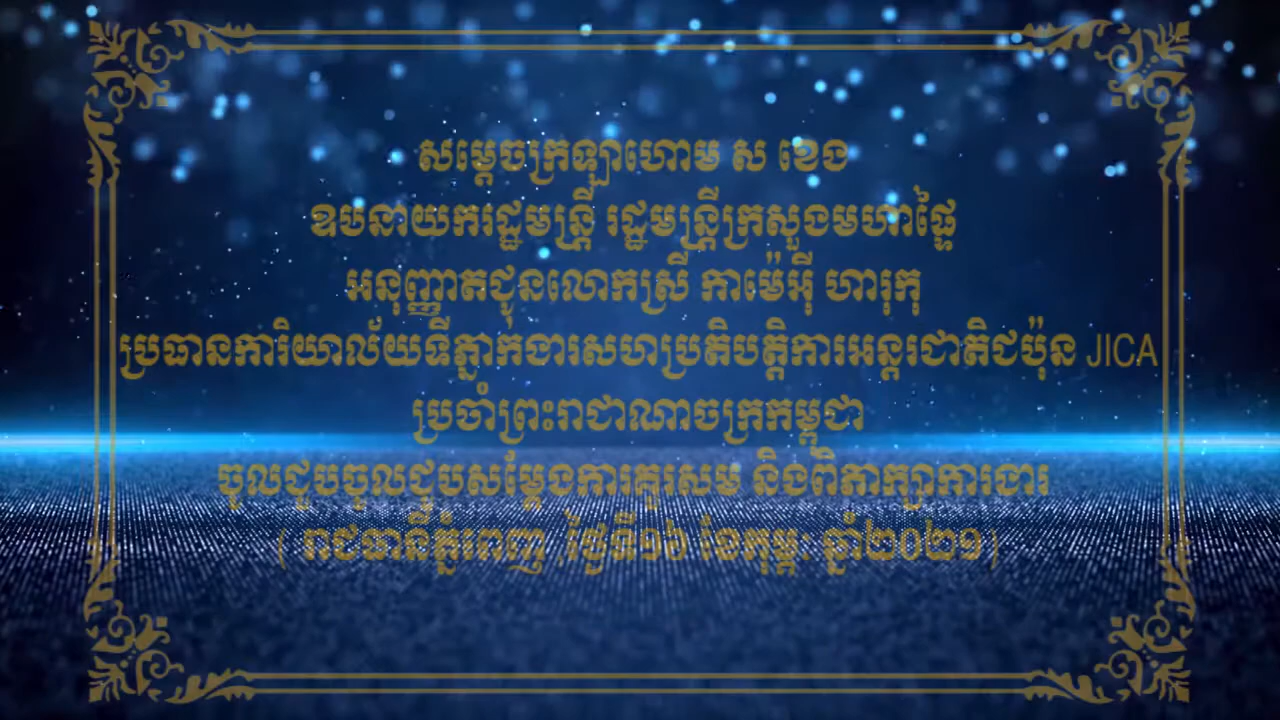 សម្ដេចក្រឡាហោម ស ខេង
ឧបនាយករដ្ឋមន្ត្រី រដ្ឋមន្ត្រីក្រសួងមហាផ្ទៃ
អនុញ្ញាតជូនលោកស្រី កាម៉េអ៊ី ហារុកុ
ប្រធានការិយាល័យទីភ្នាក់ងារសហប្រតិបត្តិការអន្តរជាតិជប៉ុន JICA
ប្រចាំព្រះរាជាណាចក្រកម្ពុជា
ចូលជួបចូលជួបសម្ដែងការគួរសម និងពិភាក្សាការងារ
( រាជធានីភ្នំពេញ ,ថ្ងៃទី១៦ ខែកុម្ភៈ ឆ្នាំ២០២១)